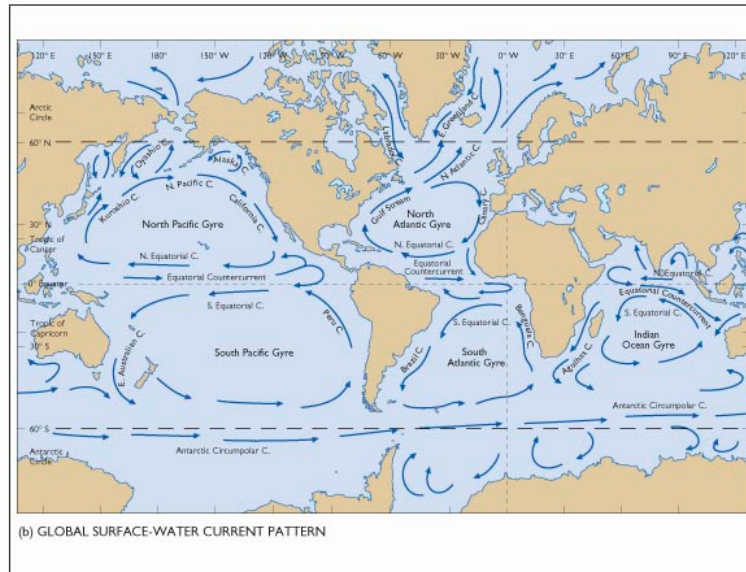 120° E 150° E 150° W 120° W 90° W 60° W 30° W 0° W 30° E 60° E 90° E 120° E
Arctic
Circle
60° N
Oyashio C.
Alaska C.
Labrador
E. Greenland C.
N. Pacific C.
N Atlantic C.
Kuroshio C.
California C.
Gulf Stream
Canary C.
30° N
North Pacific Gyre
North
Atlantic Gyre
Tropic of
Cancer
N. Equatorial C.
N. Equatorial C.
N. Equatorial C.
Equatorial Countercurrent
Equatorial
Countercurrent
Equatorial Countercurrent
0° Equator
S. Equatorial C.
S. Equatorial C.
S. Equatorial C.
Tropic of
Capricorn
30° S
E. Australian C.
Peru C.
Brazil C.
Benguela C.
Agulhas C.
South Pacific Gyre
South
Atlantic Gyre
Indian
Ocean Gyre
Antarctic Circumpolar C.
60° S
Antarctic
Circle
Antarctic Circumpolar C.
(b) GLOBAL SURFACE-WATER CURRENT PATTERN